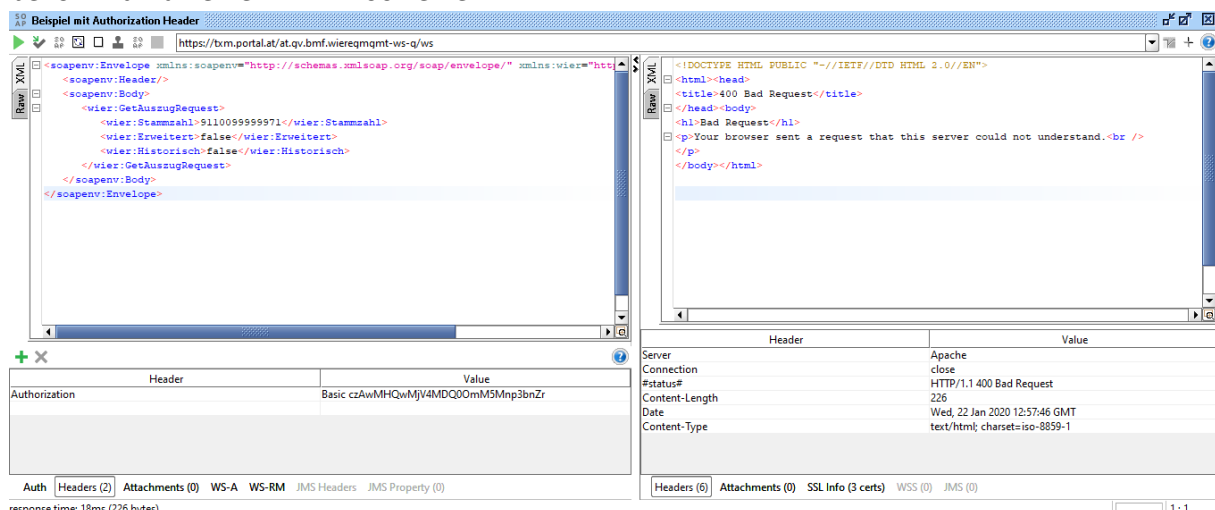 Beispiel mit Authorization Header
https://txm.portal.at/at.gv.bmf.wiereqmqmt-ws-q/ws
XML
Raw
<soapenv:Envelope xmlns:soapenv="http://schemas.xmlsoap.org/soap/envelope/" xmlns:wier="http
<soapenv:Header/>
<soapenv:Body>
<wier:GetAuszugRequest>
<wier:Stammzahl>9110099999971</wier:Stammzahl>
<wier:Erweitert>false</wier:Erweitert>
<wier:Historisch>false</wier:Historisch>
</wier:GetAuszugRequest>
</soapenv:Body>
</soapenv:Envelope>
XML
Raw
<!DOCTYPE HTML PUBLIC "-//IETF//DTD HTML 2.0//EN">
<html><head>
<title>400 Bad Request</title>
</head><body>
<h1>Bad Request</h1>
<p>Your browser sent a request that this server could not understand.<br />
</p>
</body></html>
Header Value
Authorization Basic czAwMHQwMjV4MDQ0OmM5Mnp3bnZr
Auth Headers (2) Attachments (0) WS-A WS-RM JMS Headers JMS Property (0)
Header Value
Server Apache
Connection close
#status# HTTP/1.1 400 Bad Request
Content-Length 226
Date Wed, 22 Jan 2020 12:57:46 GMT
Content-Type text/html; charset=iso-8859-1
Headers (6) Attachments (0) SSL Info (3 certs) WSS (0) JMS (0)
response time: 18ms (226 bytes)
1 : 1